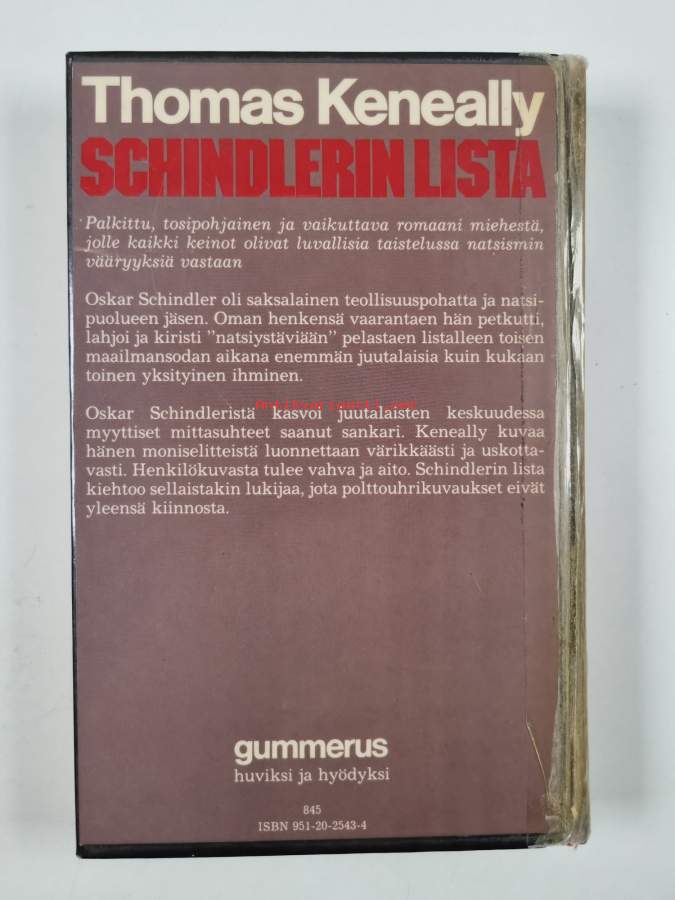 Thomas Keneally
SCHINDLERIN LISTA
Palkittu, tosipohjainen ja vaikuttava romaani miehestä,
jolle kaikki keinot olivat luvallisia taistelussa natsismin
vääryyksiä vastaan
Oskar Schindler oli saksalainen teollisuuspohatta ja natsi-
puolueen jäsen. Oman henkensä vaarantaen hän petkutti,
lahjoi ja kiristi ”natsiystäviään” pelastaen listalleen toisen
maailmansodan aikana enemmän juutalaisia kuin kukaan
toinen yksityinen ihminen.
Oskar Schindleristä kasvoi juutalaisten keskuudessa
myyttiset mittasuhteet saanut sankari. Keneally kuvaa
hänen moniselitteistä luonnettaan värikkäästi ja uskotta-
vasti. Henkilökuvasta tulee vahva ja aito. Schindlerin lista
kiehtoo sellaistakin lukijaa, jota polttouhrikuvaukset eivät
yleensä kiinnosta.
gummerus
huviksi ja hyödyksi
845
ISBN 951-20-2543-4